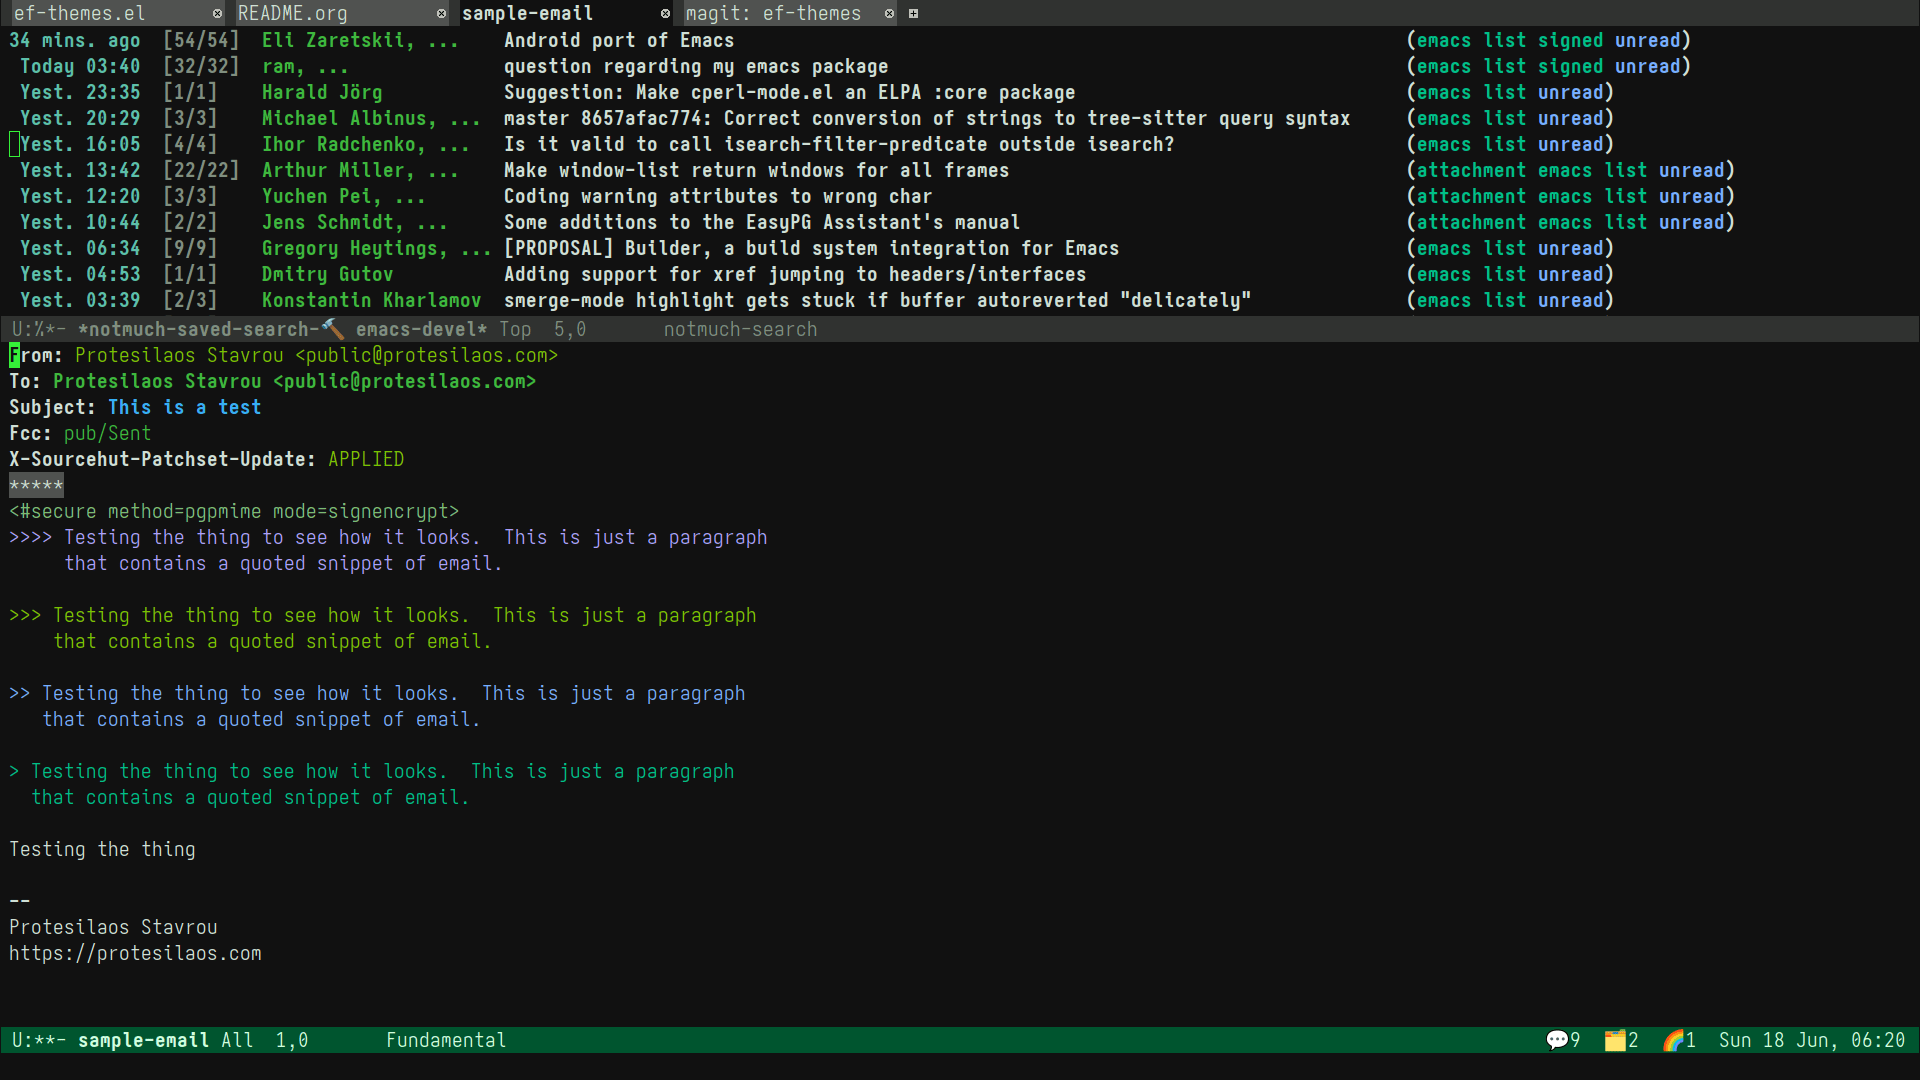 ef-themes.el README.org sample-email magit: ef-themes
34 mins. ago [54/54] Eli Zaretskii, ... Android port of Emacs (emacs list signed unread)
Today 03:40 [32/32] ram, ... question regarding my emacs package (emacs list signed unread)
Yest. 23:35 [1/1] Harald Jörg Suggestion: Make cperl-mode.el an ELPA :core package (emacs list unread)
Yest. 20:29 [3/3] Michael Albinus, ... master 8657afac774: Correct conversion of strings to tree-sitter query syntax (emacs list unread)
Yest. 16:05 [4/4] Ihor Radchenko, ... Is it valid to call isearch-filter-predicate outside isearch? (emacs list unread)
Yest. 13:42 [22/22] Arthur Miller, ... Make window-list return windows for all frames (attachment emacs list unread)
Yest. 12:20 [3/3] Yuchen Pei, ... Coding warning attributes to wrong char (attachment emacs list unread)
Yest. 10:44 [2/2] Jens Schmidt, ... Some additions to the EasyPG Assistant's manual (attachment emacs list unread)
Yest. 06:34 [9/9] Gregory Heytings, ... [PROPOSAL] Builder, a build system integration for Emacs (emacs list unread)
Yest. 04:53 [1/1] Dmitry Gutov Adding support for xref jumping to headers/interfaces (emacs list unread)
Yest. 03:39 [2/3] Konstantin Kharlamov smerge-mode highlight gets stuck if buffer autoreverted "delicately" (emacs list unread)
U:%*- *notmuch-saved-search-🔨 emacs-devel* Top 5,0 notmuch-search
From: Protesilaos Stavrou <public@protesilaos.com>
To: Protesilaos Stavrou <public@protesilaos.com>
Subject: This is a test
Fcc: pub/Sent
X-Sourcehut-Patchset-Update: APPLIED
*****
<#secure method=pgpmime mode=signencrypt>
>>>> Testing the thing to see how it looks.  This is just a paragraph
that contains a quoted snippet of email.
>>> Testing the thing to see how it looks.  This is just a paragraph
that contains a quoted snippet of email.
>> Testing the thing to see how it looks.  This is just a paragraph
that contains a quoted snippet of email.
> Testing the thing to see how it looks.  This is just a paragraph
that contains a quoted snippet of email.
Testing the thing
--
Protesilaos Stavrou
https://protesilaos.com
U:**- sample-email All 1,0 Fundamental 💬9 🗂️2 🌈1 Sun 18 Jun, 06:20